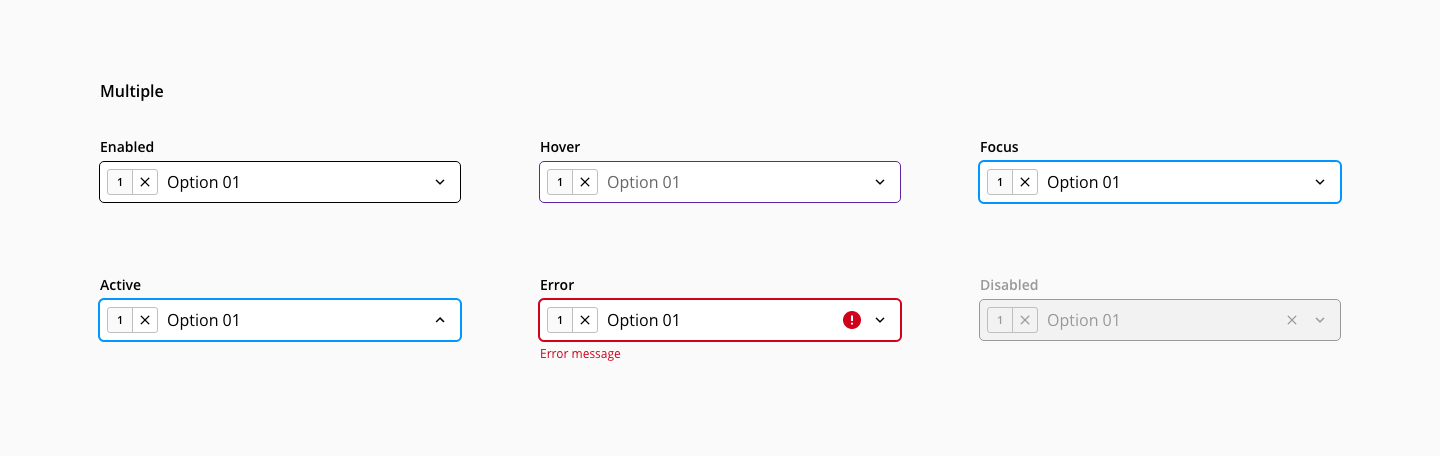 Multiple
Enabled
Hover
Focus
1 Option 01
1 Option 01
1 Option 01
Active
Error
Disabled
1 Option 01
1 Option 01
1 Option 01
Error message